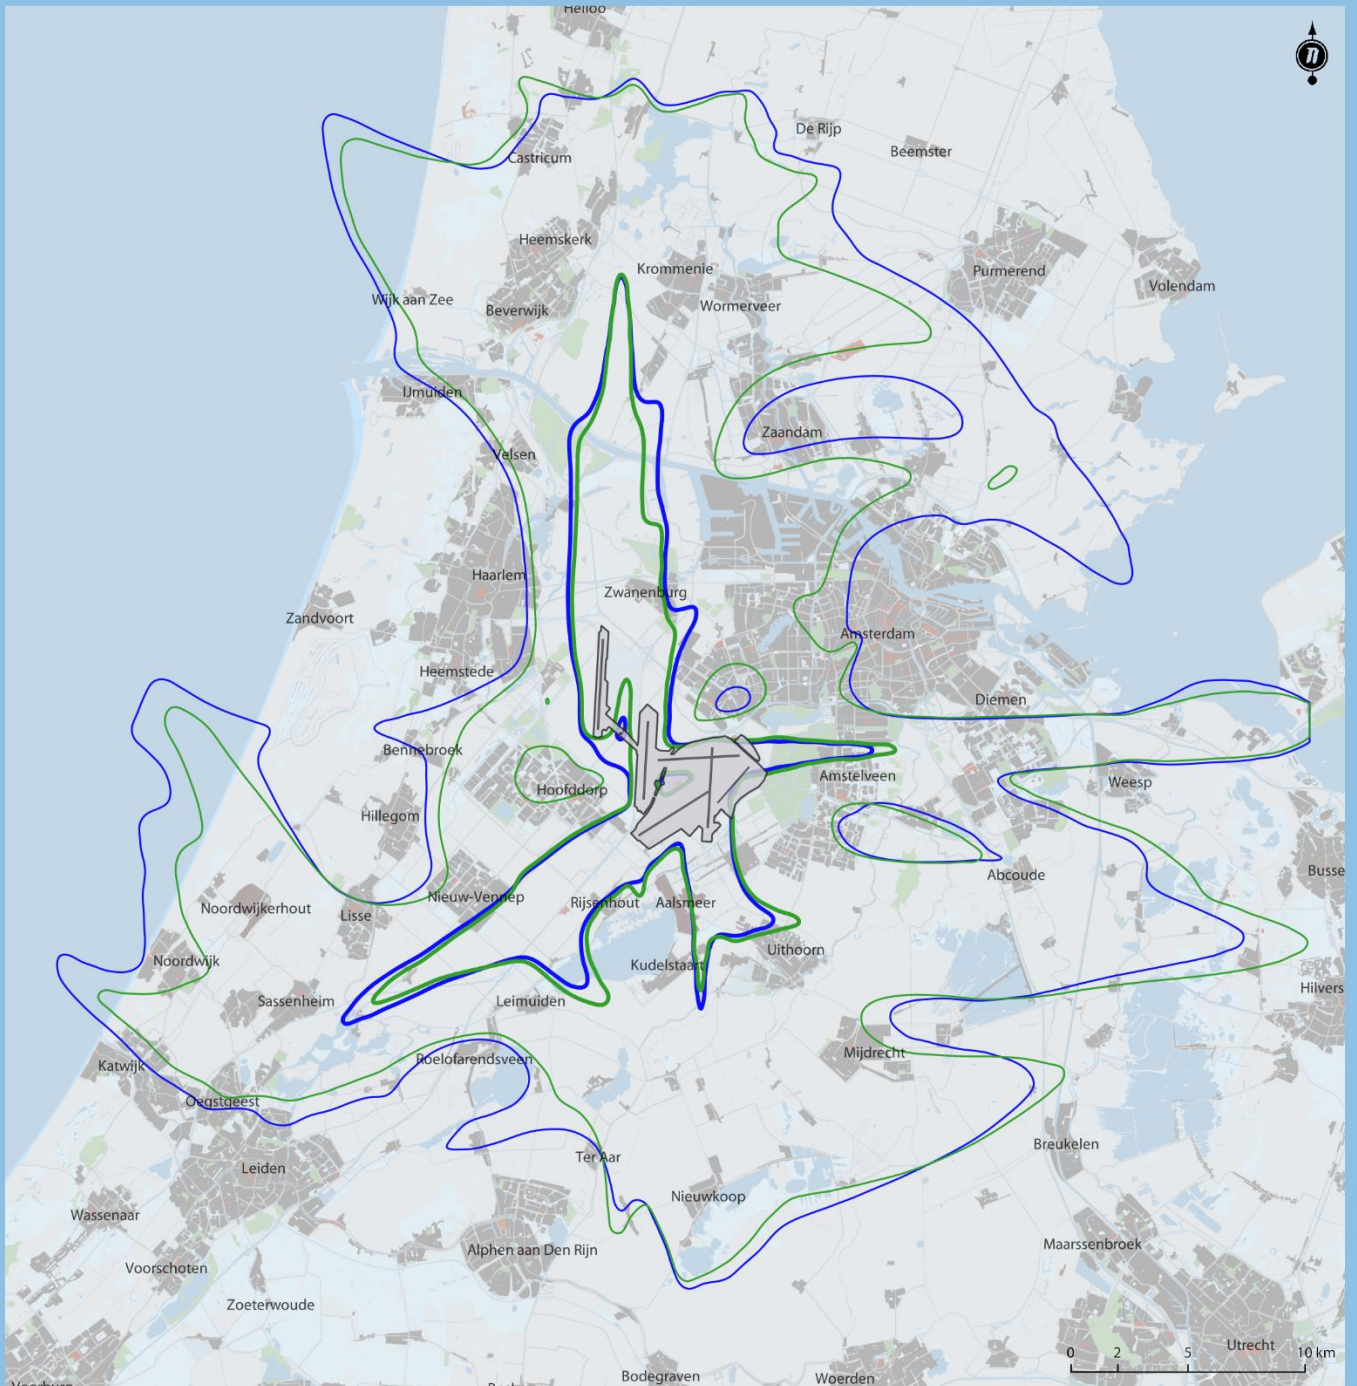 Heiloo
n
De Rijp
Beemster
Castricum
Heemskerk
Krommenie
Purmerend
Volendam
Wijk aan Zee
Beverwijk
Wormerveer
IJmuiden
Zaandam
Velsen
Haarlem
Zwanenburg
Zandvoort
Amsterdam
Heemstede
Diemen
Bennebroek
Amstelveen
Weesp
Hoofddorp
Hillegom
Abcoude
Busse
Nieuw-Vennep
Rijsenhout
Aalsmeer
Noordwijkerhout
Lisse
Uithoorn
Noordwijk
Kudelstaart
Hilvers
Sassenheim
Leimuiden
Mijdrecht
Roelofarendsveen
Katwijk
Oegstgeest
Breukelen
Ter Aar
Leiden
Nieuwkoop
Wassenaar
Alphen aan Den Rijn
Maarssenbroek
Voorschoten
Zoeterwoude
Utrecht
0 2 5 10 km
Bodegraven
Woerden